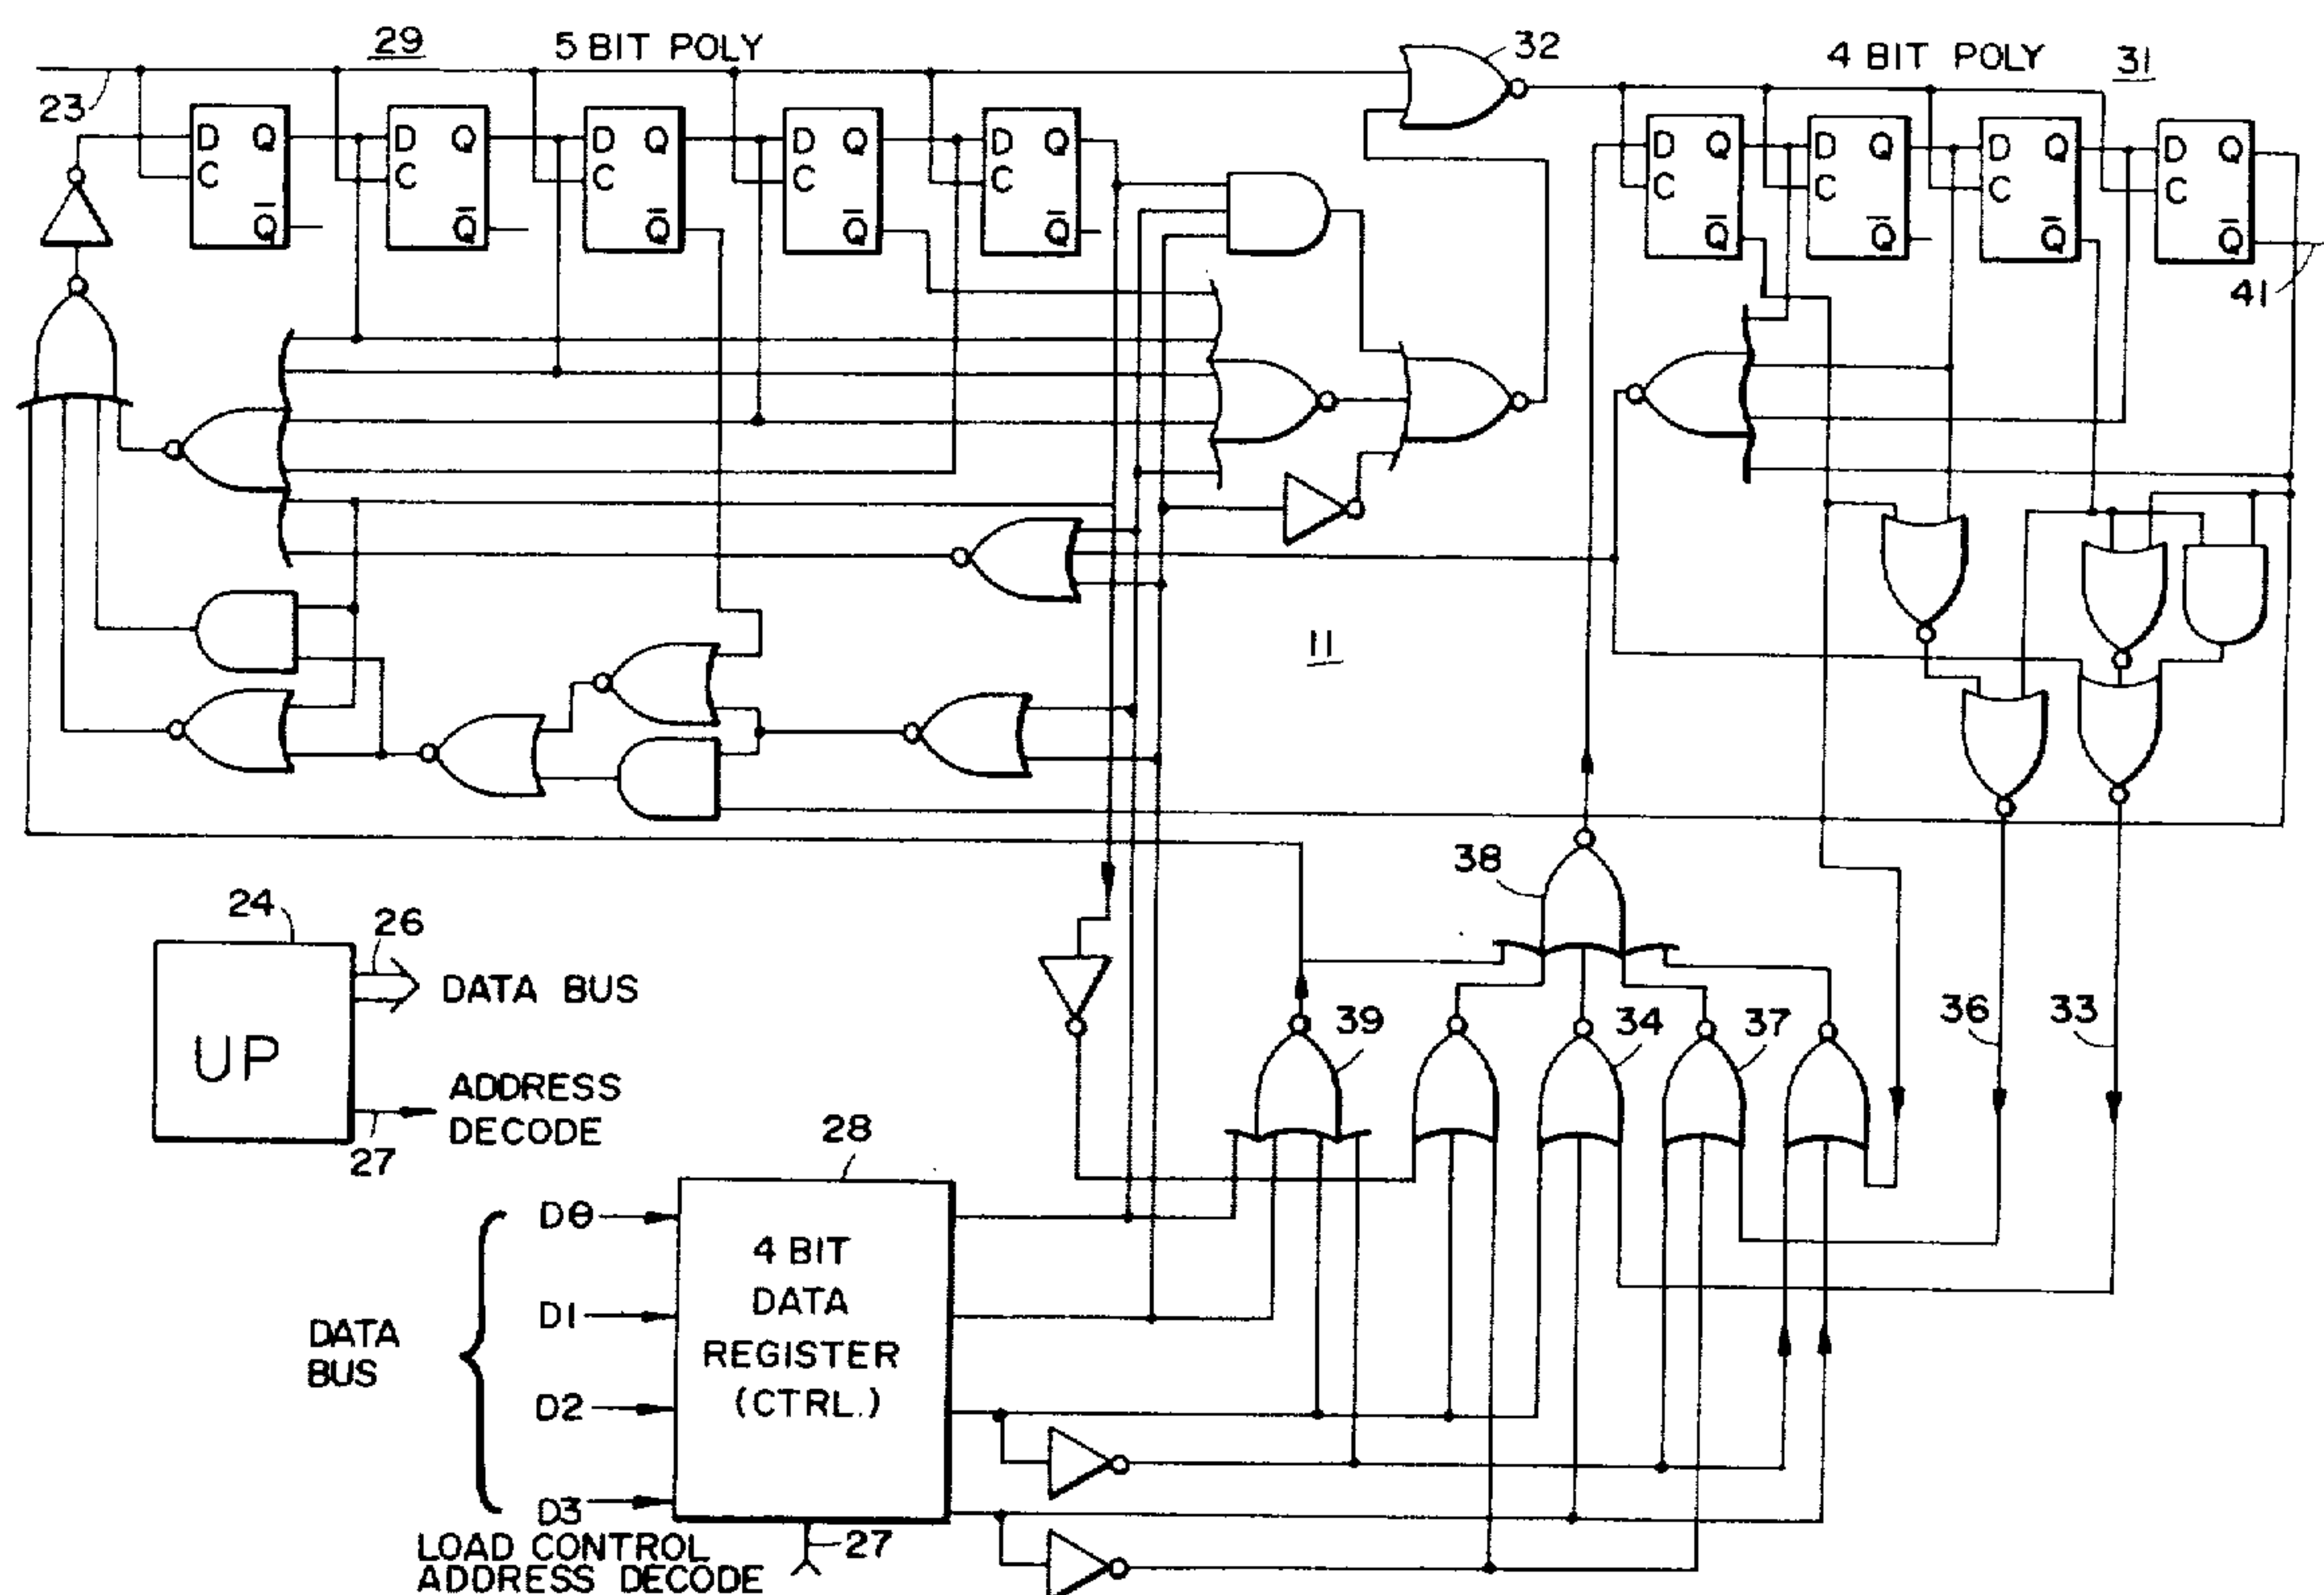 29 5 BIT POLY 32 4 BIT POLY 31
23
D Q D Q D Q D Q D Q D Q D Q D Q D Q
C C C C C C C C C
Q̅ Q̅ Q̅ Q̅ Q̅ Q̅ Q̅ Q̅ Q̅
41
11
38
24 26
DATA BUS
UP
39 34 37 36 33
ADDRESS
DECODE
27
28
DATA
BUS
DΘ
D1
D2
D3
4 BIT
DATA
REGISTER
(CTRL.)
LOAD CONTROL
ADDRESS DECODE
27